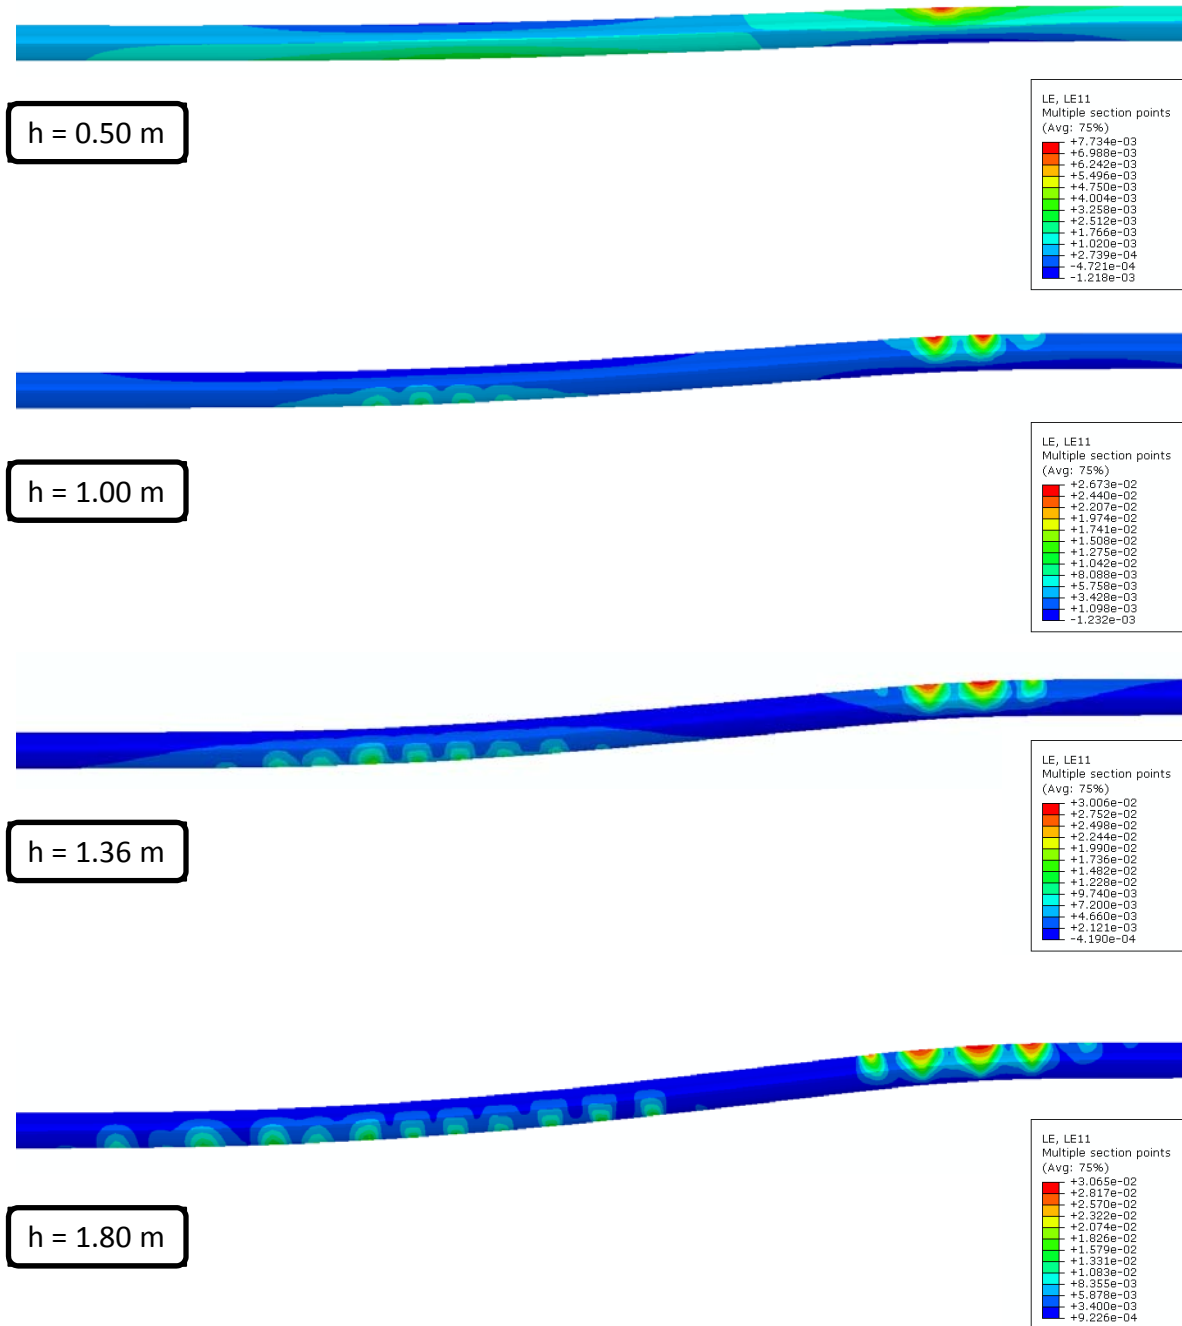 h = 0.50 m
LE, LE11
Multiple section points
(Avg: 75%)
+7.734e-03
+6.988e-03
+6.242e-03
+5.496e-03
+4.750e-03
+4.004e-03
+3.258e-03
+2.512e-03
+1.766e-03
+1.020e-03
+2.739e-04
-4.721e-04
-1.218e-03
h = 1.00 m
LE, LE11
Multiple section points
(Avg: 75%)
+2.673e-02
+2.440e-02
+2.207e-02
+1.974e-02
+1.741e-02
+1.508e-02
+1.275e-02
+1.042e-02
+8.088e-03
+5.758e-03
+3.428e-03
+1.098e-03
-1.232e-03
h = 1.36 m
LE, LE11
Multiple section points
(Avg: 75%)
+3.006e-02
+2.752e-02
+2.498e-02
+2.244e-02
+1.990e-02
+1.736e-02
+1.482e-02
+1.228e-02
+9.740e-03
+7.200e-03
+4.660e-03
+2.121e-03
-4.190e-04
h = 1.80 m
LE, LE11
Multiple section points
(Avg: 75%)
+3.065e-02
+2.817e-02
+2.570e-02
+2.322e-02
+2.074e-02
+1.826e-02
+1.579e-02
+1.331e-02
+1.083e-02
+8.355e-03
+5.878e-03
+3.400e-03
+9.226e-04